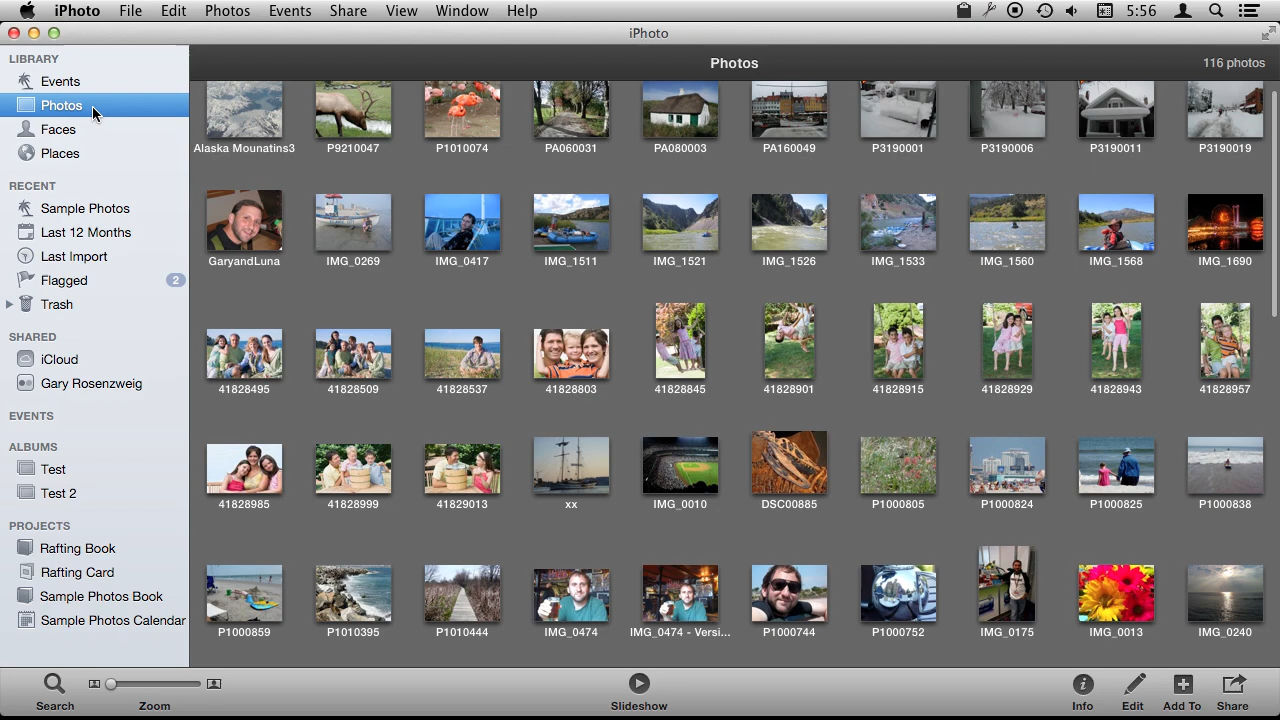 iPhoto File Edit Photos Events Share View Window Help 5:56
iPhoto
LIBRARY
Events
Photos
Faces
Places
RECENT
Sample Photos
Last 12 Months
Last Import
Flagged 2
Trash
SHARED
iCloud
Gary Rosenzweig
EVENTS
ALBUMS
Test
Test 2
PROJECTS
Rafting Book
Rafting Card
Sample Photos Book
Sample Photos Calendar
Photos 116 photos
Alaska Mounatins3 P9210047 P1010074 PA060031 PA080003 PA160049 P3190001 P3190006 P3190011 P3190019
GaryandLuna IMG_0269 IMG_0417 IMG_1511 IMG_1521 IMG_1526 IMG_1533 IMG_1560 IMG_1568 IMG_1690
41828495 41828509 41828537 41828803 41828845 41828901 41828915 41828929 41828943 41828957
41828985 41828999 41829013 xx IMG_0010 DSC00885 P1000805 P1000824 P1000825 P1000838
P1000859 P1010395 P1010444 IMG_0474 IMG_0474 - Versi... P1000744 P1000752 IMG_0175 IMG_0013 IMG_0240
Search Zoom Slideshow Info Edit Add To Share